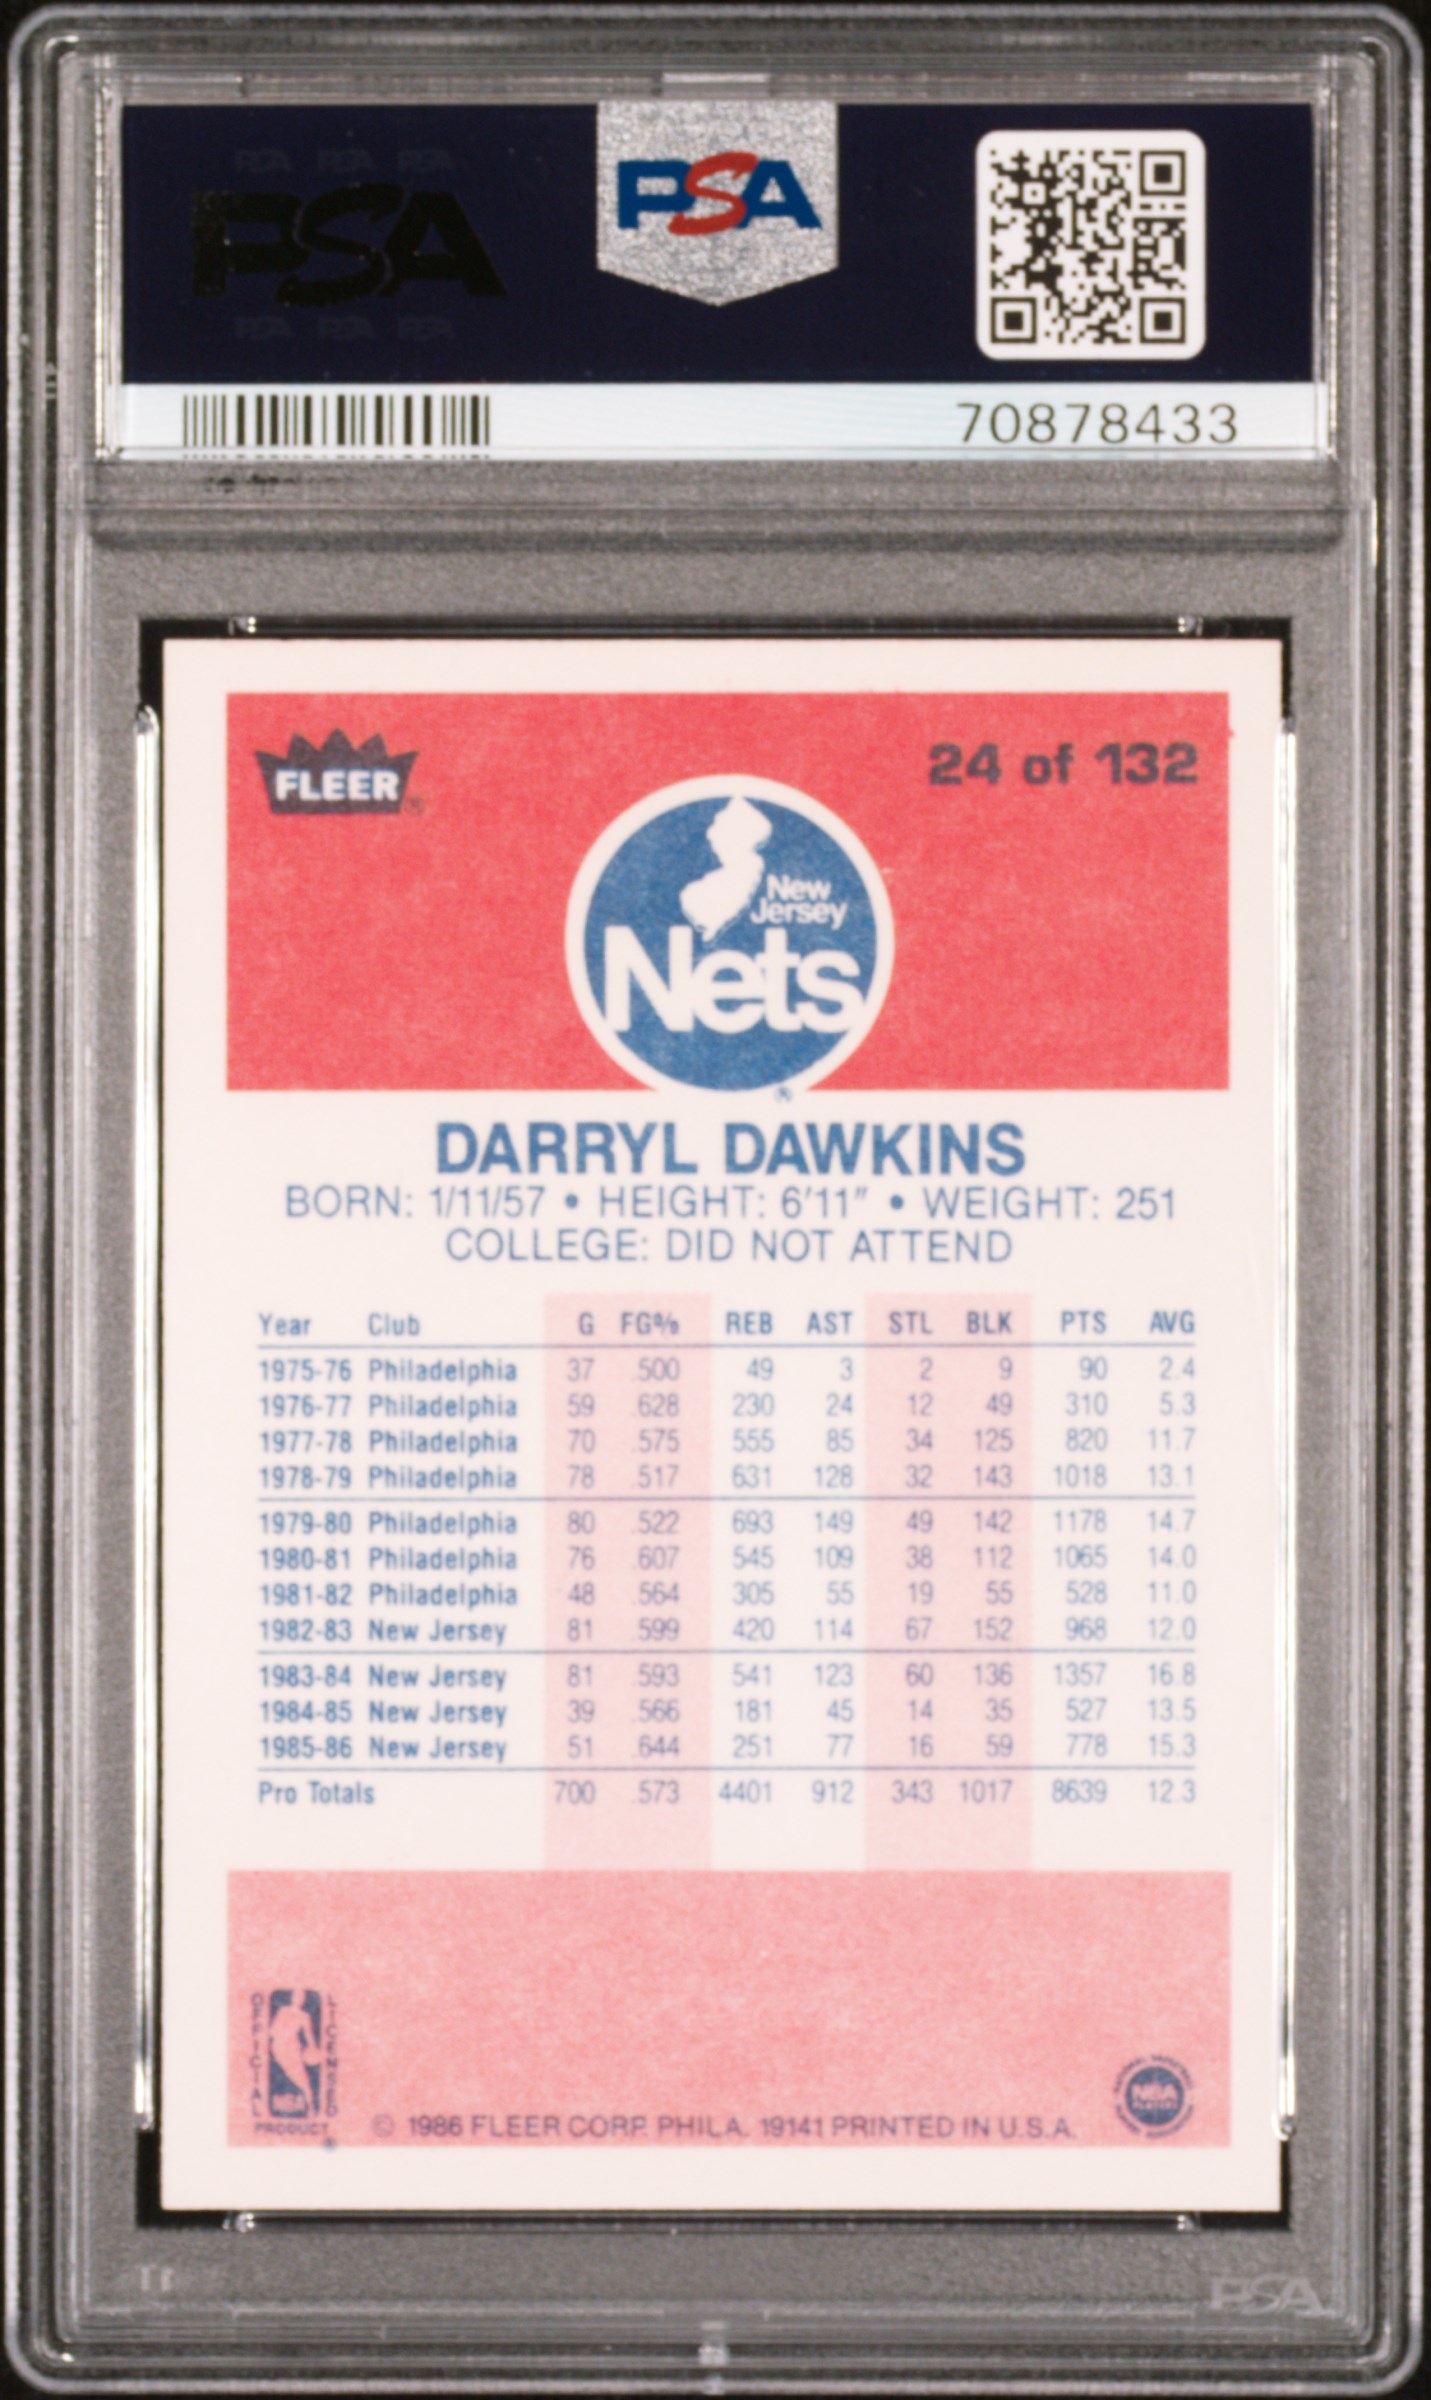 PSA PSA PSA
PSA
PSA PSA PSA
PSA
70878433
FLEER®
24 of 132
New
Jersey
Nets
®
DARRYL DAWKINS
BORN: 1/11/57 • HEIGHT: 6'11" • WEIGHT: 251
COLLEGE: DID NOT ATTEND
Year Club G FG% REB AST STL BLK PTS AVG
1975-76 Philadelphia 37 .500 49 3 2 9 90 2.4
1976-77 Philadelphia 59 .628 230 24 12 49 310 5.3
1977-78 Philadelphia 70 .575 555 85 34 125 820 11.7
1978-79 Philadelphia 78 .517 631 128 32 143 1018 13.1
1979-80 Philadelphia 80 .522 693 149 49 142 1178 14.7
1980-81 Philadelphia 76 .607 545 109 38 112 1065 14.0
1981-82 Philadelphia 48 .564 305 55 19 55 528 11.0
1982-83 New Jersey 81 .599 420 114 67 152 968 12.0
1983-84 New Jersey 81 .593 541 123 60 136 1357 16.8
1984-85 New Jersey 39 .566 181 45 14 35 527 13.5
1985-86 New Jersey 51 .644 251 77 16 59 778 15.3
Pro Totals 700 .573 4401 912 343 1017 8639 12.3
OFFICIAL LICENSED
NBA
PRODUCT
®
© 1986 FLEER CORP. PHILA. 19141 PRINTED IN U.S.A.
NBA
PSA